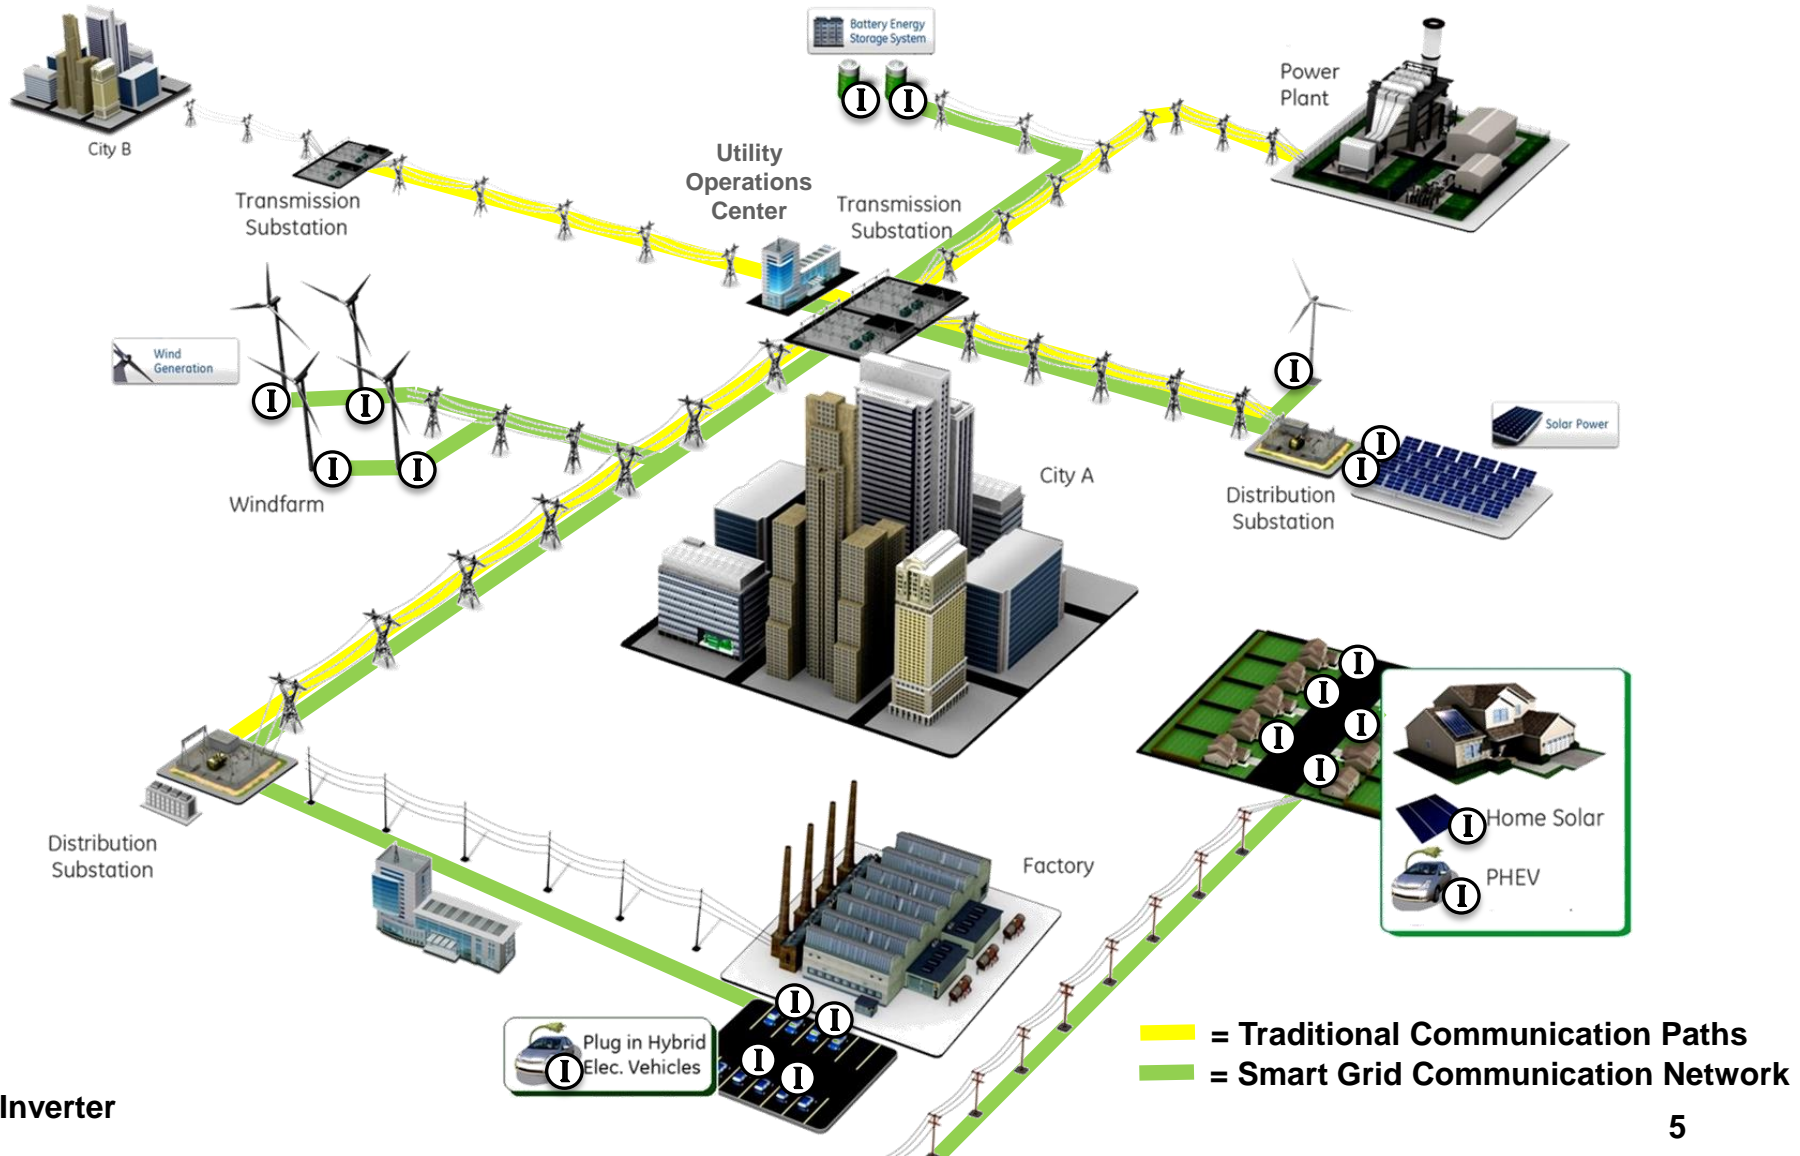 Battery Energy
Storage System
I
I
Power
Plant
City B
Utility
Operations
Center
Transmission
Substation
Transmission
Substation
Wind
Generation
I
I
I
I
Windfarm
I
Solar Power
I
I
Distribution
Substation
City A
I
I
I
I
I
Home Solar
I
PHEV
I
Distribution
Substation
Factory
I
I
I
I
Plug in Hybrid
Elec. Vehicles
I
= Traditional Communication Paths
= Smart Grid Communication Network
Inverter
5